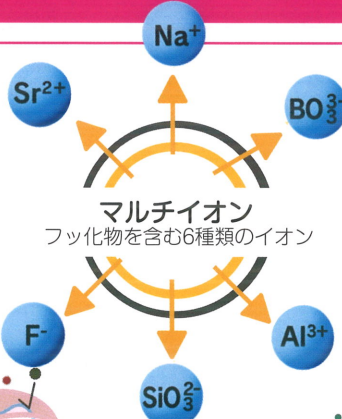 Na⁺
Sr²⁺
BO₃³⁻
マルチイオン
フッ化物を含む6種類のイオン
F⁻
Al³⁺
SiO₃²⁻